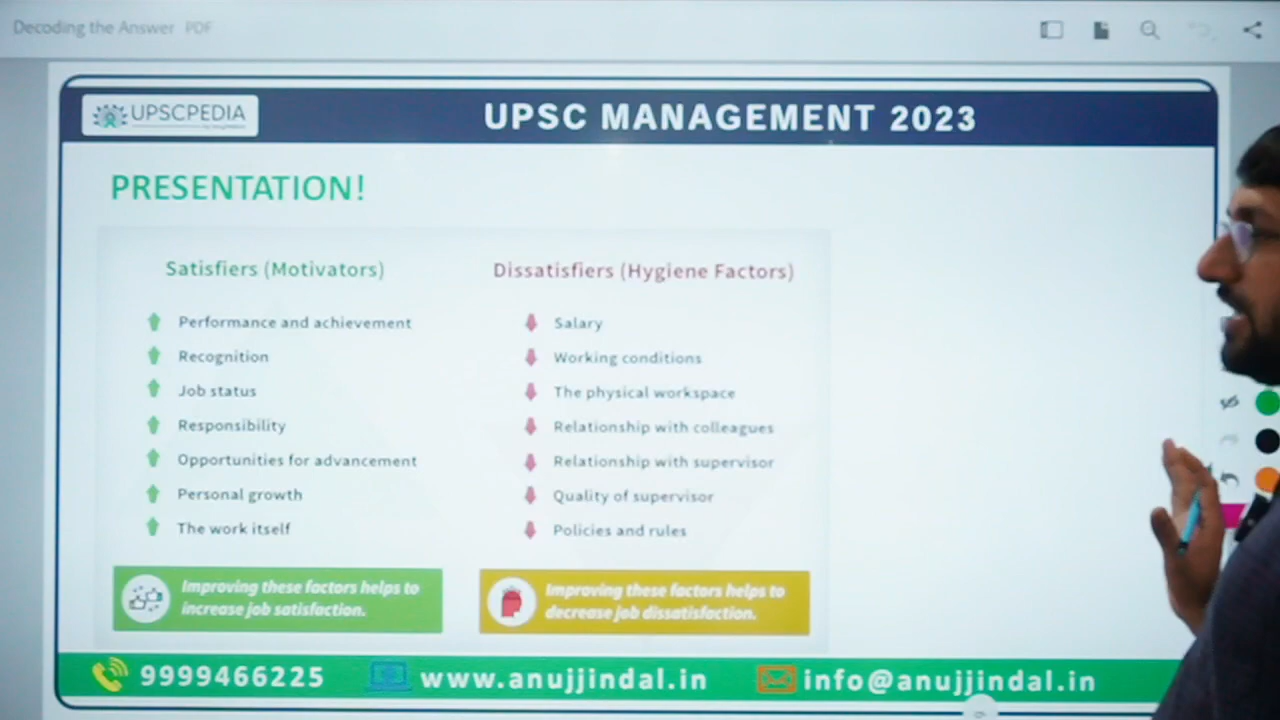 Decoding the Answer PDF
UPSCPEDIA
UPSC MANAGEMENT 2023
PRESENTATION!
Satisfiers (Motivators)
Performance and achievement
Recognition
Job status
Responsibility
Opportunities for advancement
Personal growth
The work itself
Improving these factors helps to
increase job satisfaction.
Dissatisfiers (Hygiene Factors)
Salary
Working conditions
The physical workspace
Relationship with colleagues
Relationship with supervisor
Quality of supervisor
Policies and rules
Improving these factors helps to
decrease job dissatisfaction.
9999466225
www.anujjindal.in
info@anujjindal.in